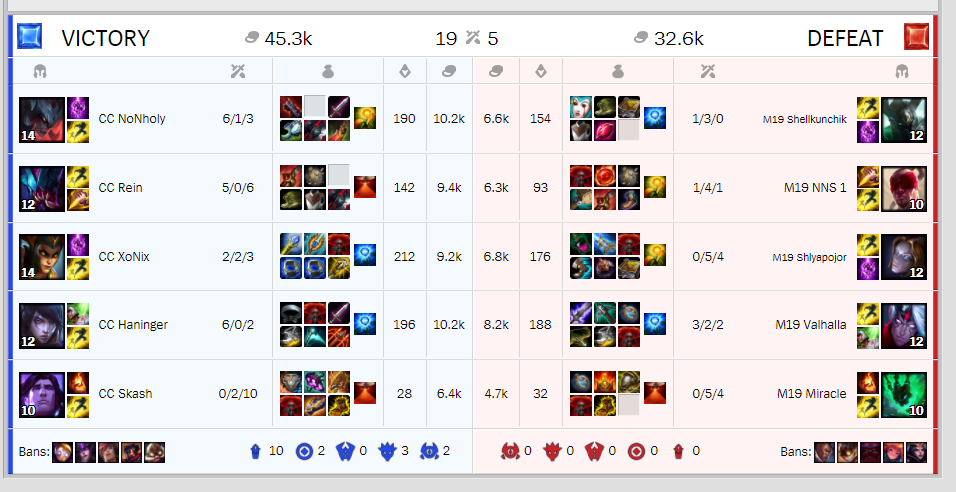 VICTORY 45.3k 19 5 32.6k DEFEAT
14 CC NoNholy 6/1/3 190 10.2k 6.6k 154 1/3/0 M19 Shellkunchik 12
12 CC Rein 5/0/6 142 9.4k 6.3k 93 1/4/1 M19 NNS 1 10
14 CC XoNix 2/2/3 212 9.2k 6.8k 176 0/5/4 M19 Shlyapojor 12
12 CC Haninger 6/0/2 196 10.2k 8.2k 188 3/2/2 M19 Valhalla 12
10 CC Skash 0/2/10 28 6.4k 4.7k 32 0/5/4 M19 Miracle 10
Bans: 10 2 0 3 2 0 0 0 0 0 Bans: